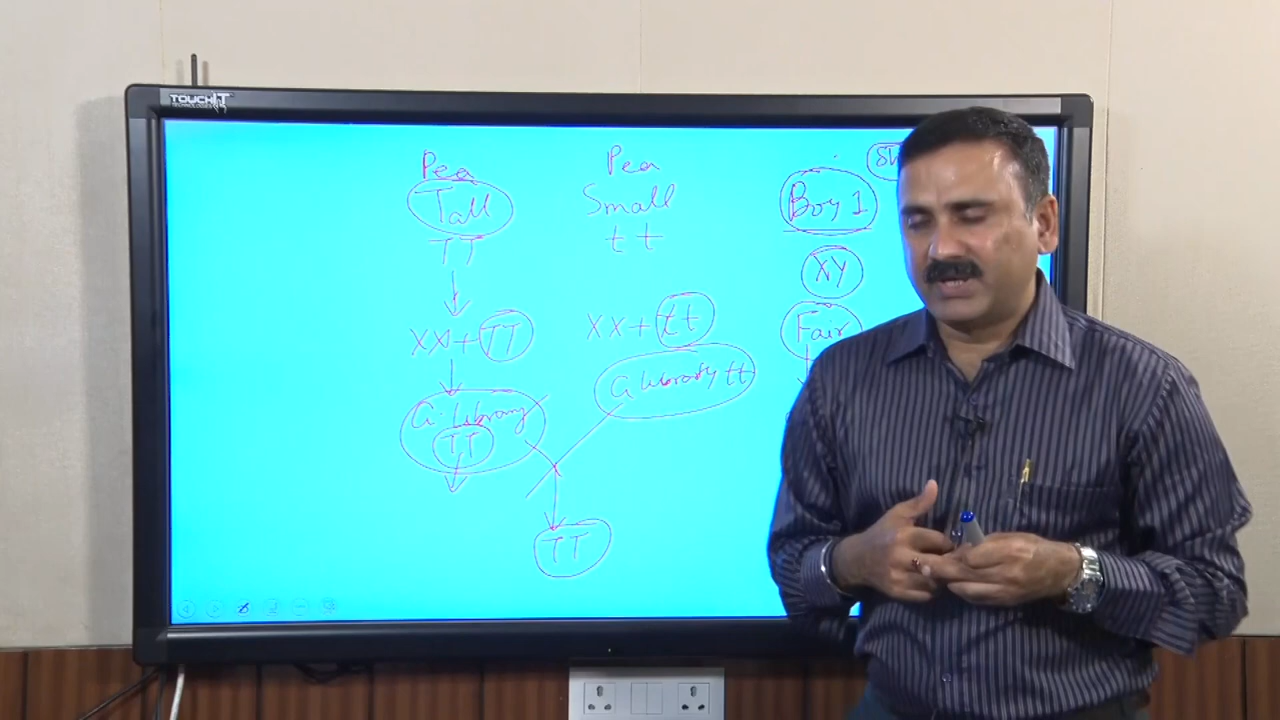 TOUCHIT
TECHNOLOGIES
Pea
Tall
TT
XX+TT
G. Library
TT
Pea
Small
tt
XX+tt
G library tt
TT
Boy 1
XY
Fair